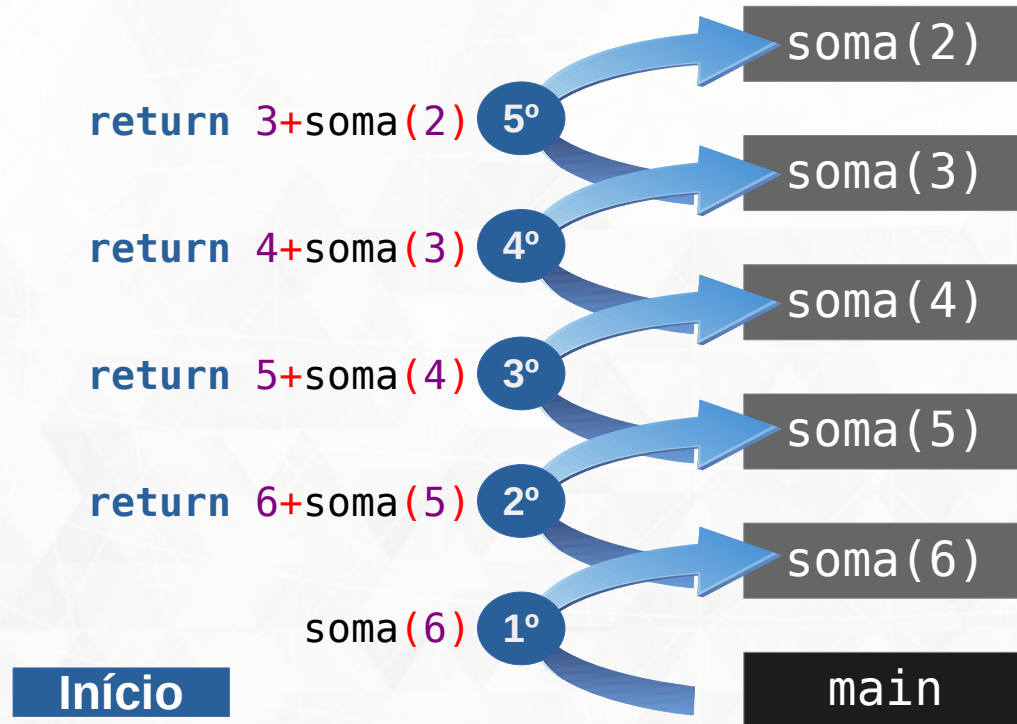 soma(2)
return 3+soma(2) 5º
soma(3)
return 4+soma(3) 4º
soma(4)
return 5+soma(4) 3º
soma(5)
return 6+soma(5) 2º
soma(6)
soma(6) 1º
Início
main